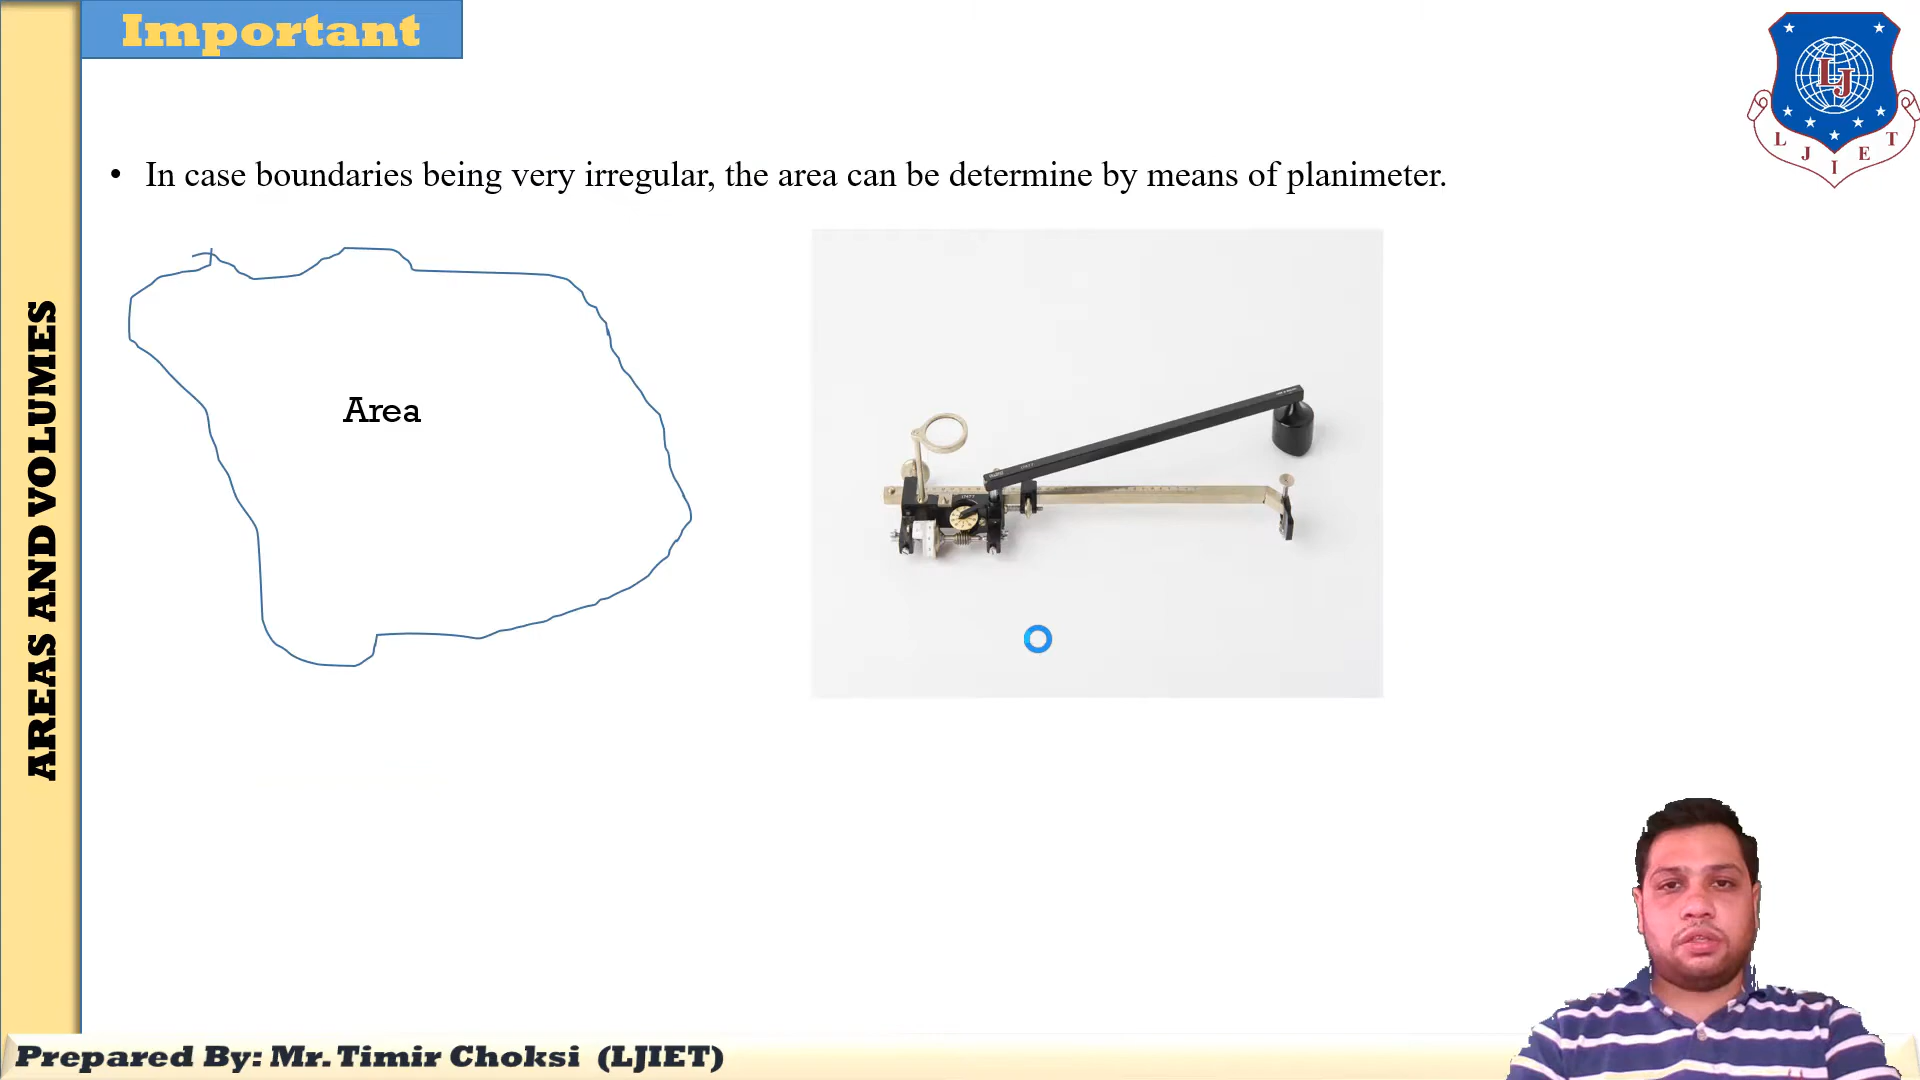 Important
• In case boundaries being very irregular, the area can be determine by means of planimeter.
Area
AREAS AND VOLUMES
LJ
L J I E T
Prepared By: Mr. Timir Choksi (LJIET)